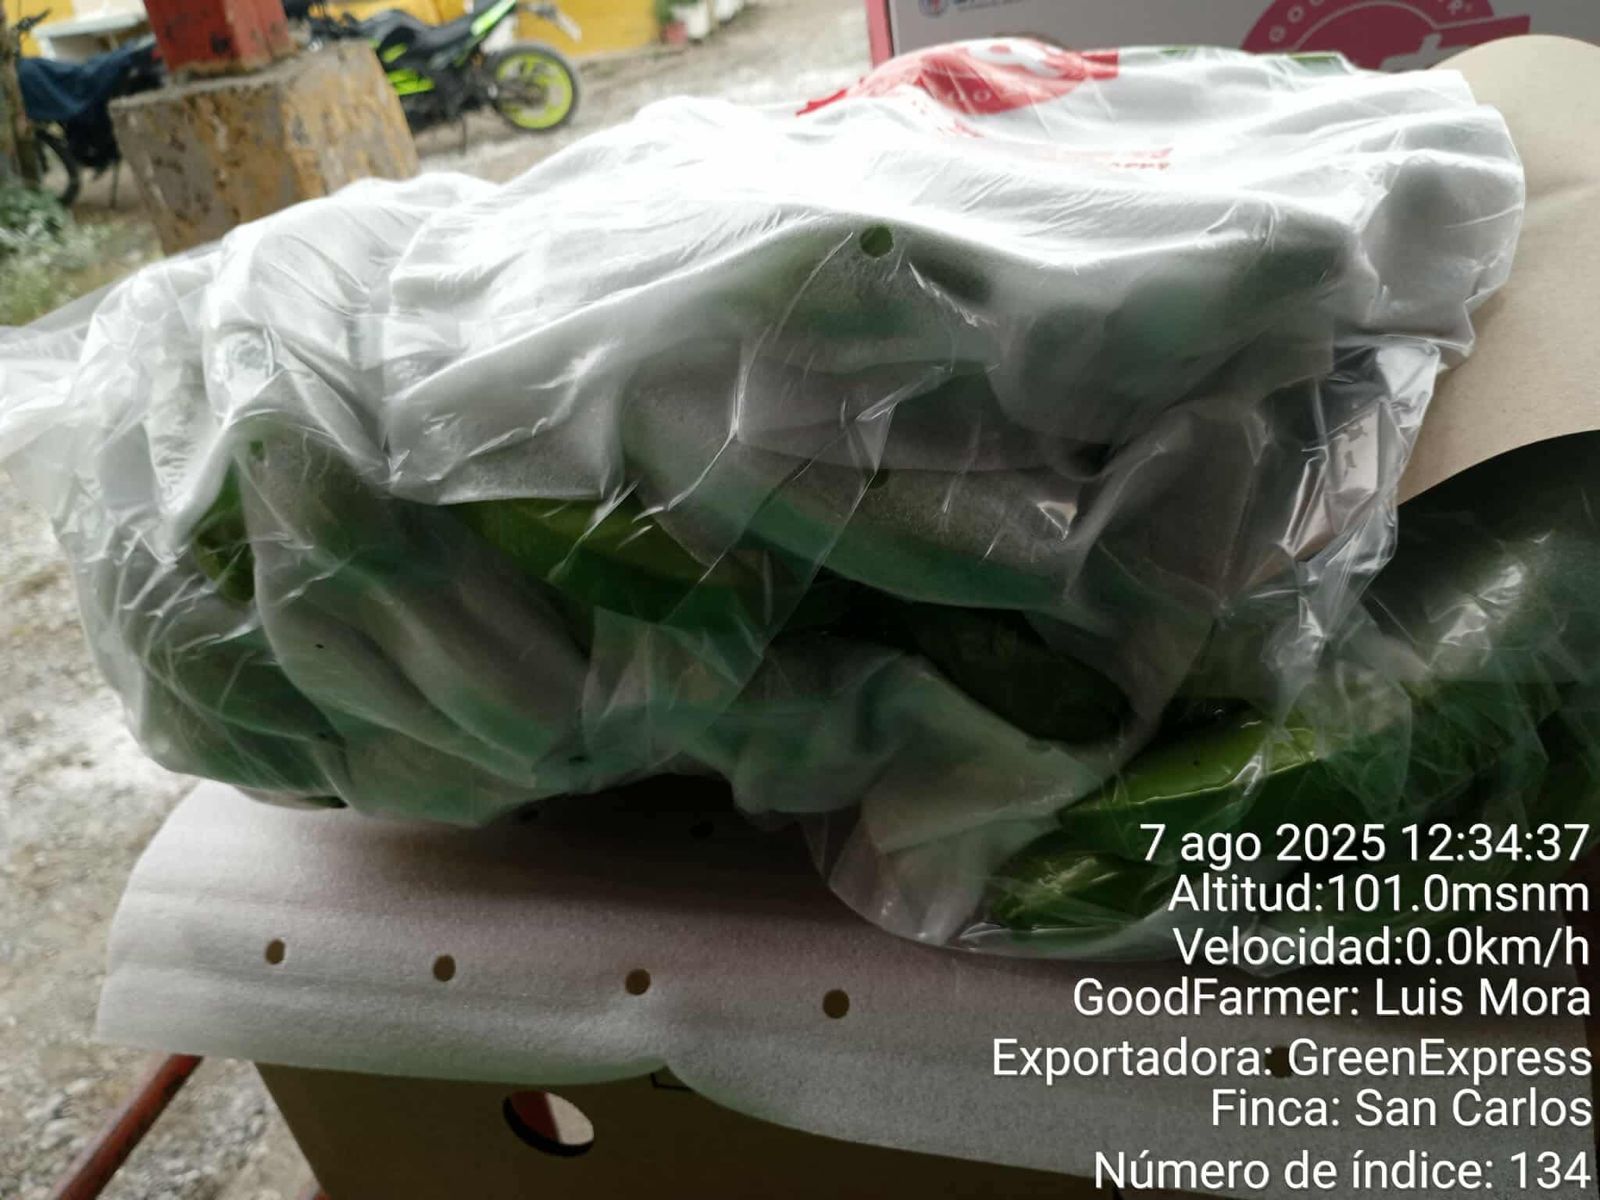 7 ago 2025 12:34:37
Altitud:101.0msnm
Velocidad:0.0km/h
GoodFarmer: Luis Mora
Exportadora: GreenExpress
Finca: San Carlos
Número de índice: 134